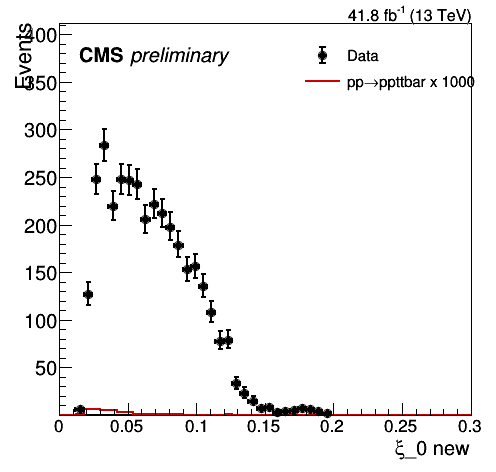 41.8 fb⁻¹ (13 TeV)
Events
CMS preliminary
Data
pp→ppttbar x 1000
400
350
300
250
200
150
100
50
0 0.05 0.1 0.15 0.2 0.25 0.3
ξ_0 new